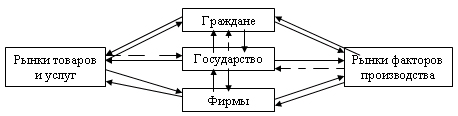 Граждане
Рынки товаров
и услуг
Государство
Рынки факторов
производства
Фирмы